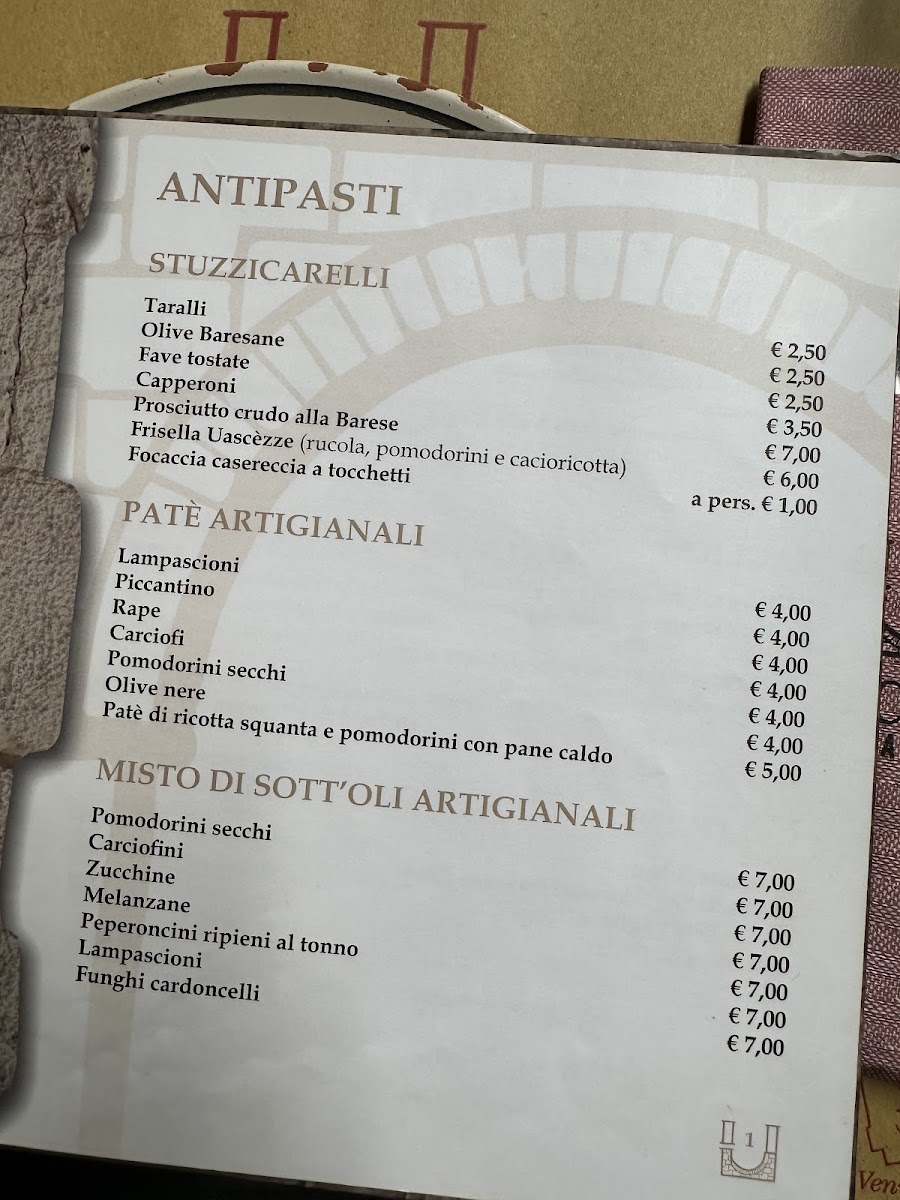 ANTIPASTI
STUZZICARELLI
Taralli € 2,50
Olive Baresane € 2,50
Fave tostate € 2,50
Capperoni € 3,50
Prosciutto crudo alla Barese € 7,00
Frisella Uascèzze (rucola, pomodorini e cacioricotta) € 6,00
Focaccia casereccia a tocchetti a pers. € 1,00
PATÈ ARTIGIANALI
Lampascioni € 4,00
Piccantino € 4,00
Rape € 4,00
Carciofi € 4,00
Pomodorini secchi € 4,00
Olive nere € 4,00
Patè di ricotta squanta e pomodorini con pane caldo € 5,00
MISTO DI SOTT'OLI ARTIGIANALI
Pomodorini secchi € 7,00
Carciofini € 7,00
Zucchine € 7,00
Melanzane € 7,00
Peperoncini ripieni al tonno € 7,00
Lampascioni € 7,00
Funghi cardoncelli € 7,00
1